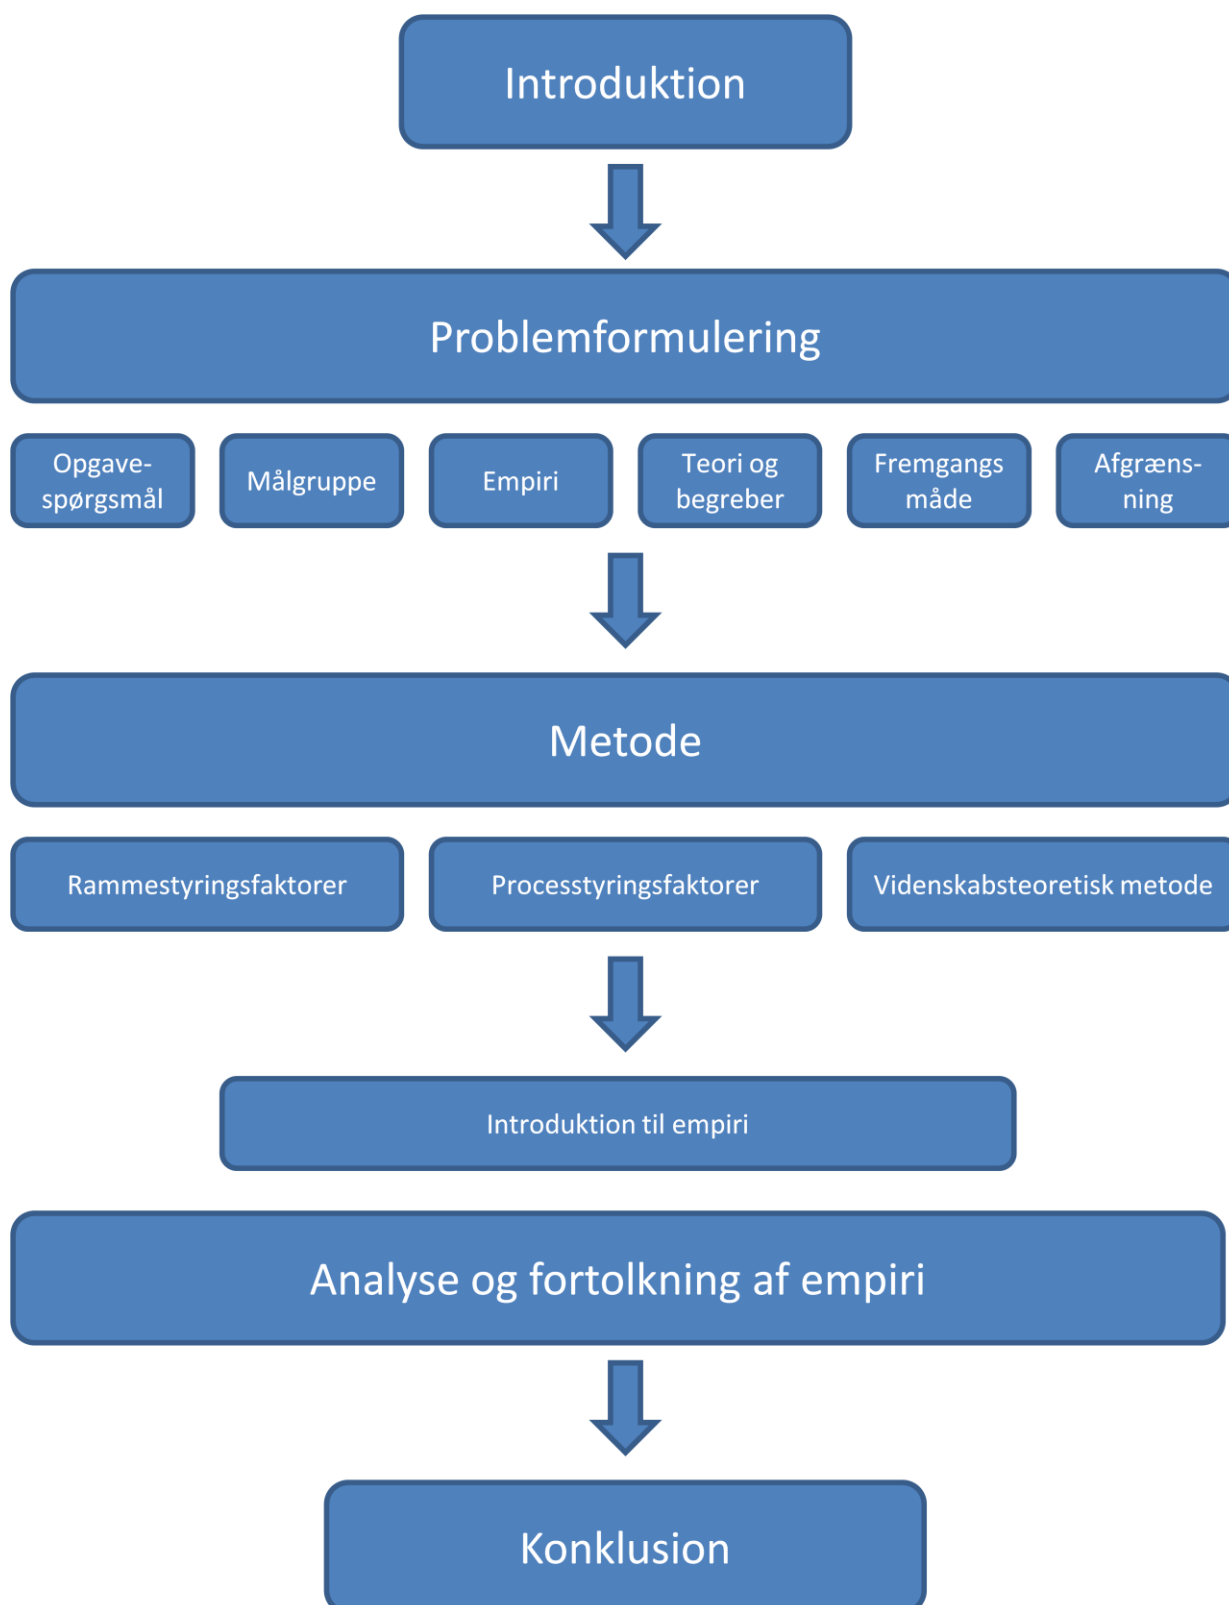 Introduktion
Problemformulering
Opgave-
spørgsmål
Målgruppe
Empiri
Teori og
begreber
Fremgangs
måde
Afgræns-
ning
Metode
Rammestyringsfaktorer
Processtyringsfaktorer
Videnskabsteoretisk metode
Introduktion til empiri
Analyse og fortolkning af empiri
Konklusion